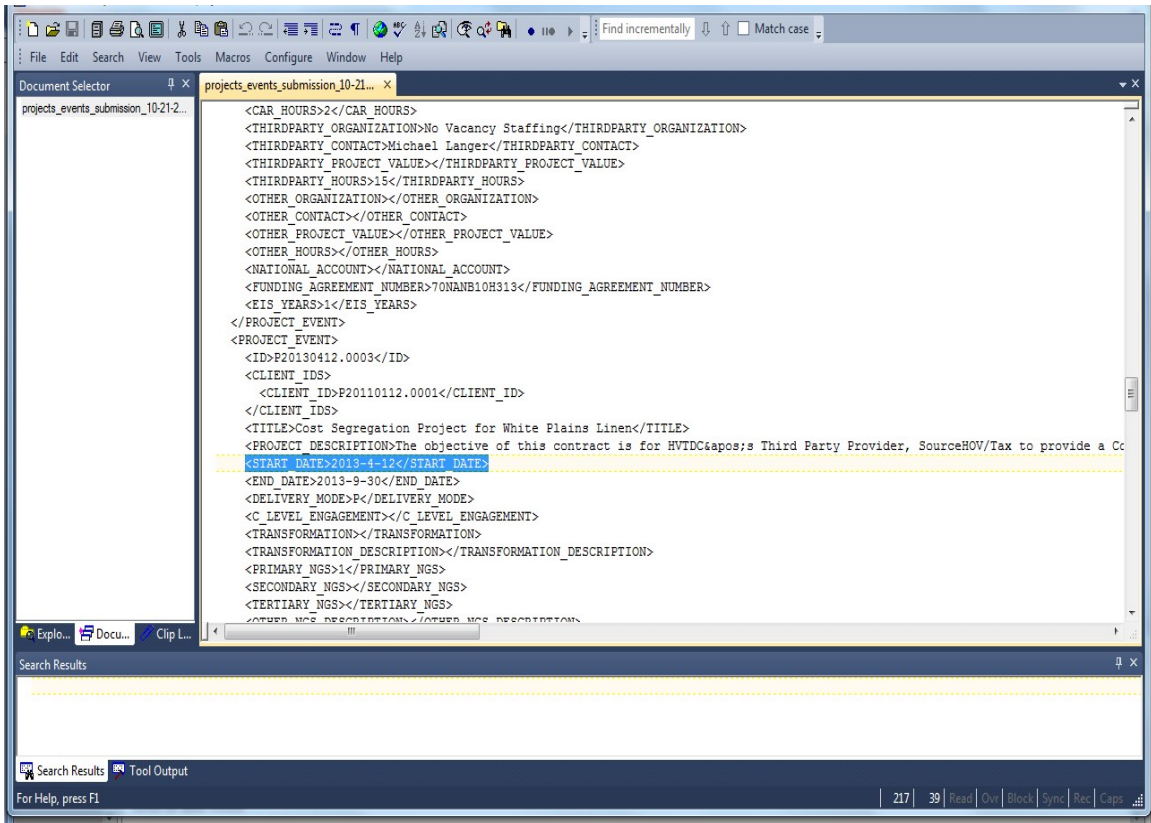 Find incrementally Match case
File Edit Search View Tools Macros Configure Window Help
Document Selector
projects_events_submission_10-21...
projects_events_submission_10-21-2...
<CAR_HOURS>2</CAR_HOURS>
<THIRDPARTY_ORGANIZATION>No Vacancy Staffing</THIRDPARTY_ORGANIZATION>
<THIRDPARTY_CONTACT>Michael Langer</THIRDPARTY_CONTACT>
<THIRDPARTY_PROJECT_VALUE></THIRDPARTY_PROJECT_VALUE>
<THIRDPARTY_HOURS>15</THIRDPARTY_HOURS>
<OTHER_ORGANIZATION></OTHER_ORGANIZATION>
<OTHER_CONTACT></OTHER_CONTACT>
<OTHER_PROJECT_VALUE></OTHER_PROJECT_VALUE>
<OTHER_HOURS></OTHER_HOURS>
<NATIONAL_ACCOUNT></NATIONAL_ACCOUNT>
<FUNDING_AGREEMENT_NUMBER>70NANB10H313</FUNDING_AGREEMENT_NUMBER>
<EIS_YEARS>1</EIS_YEARS>
</PROJECT_EVENT>
<PROJECT_EVENT>
<ID>P20130412.0003</ID>
<CLIENT_IDS>
<CLIENT_ID>P20110112.0001</CLIENT_ID>
</CLIENT_IDS>
<TITLE>Cost Segregation Project for White Plains Linen</TITLE>
<PROJECT_DESCRIPTION>The objective of this contract is for HVTDC&apos;s Third Party Provider, SourceHOV/Tax to provide a Co
<START_DATE>2013-4-12</START_DATE>
<END_DATE>2013-9-30</END_DATE>
<DELIVERY_MODE>P</DELIVERY_MODE>
<C_LEVEL_ENGAGEMENT></C_LEVEL_ENGAGEMENT>
<TRANSFORMATION></TRANSFORMATION>
<TRANSFORMATION_DESCRIPTION></TRANSFORMATION_DESCRIPTION>
<PRIMARY_NGS>1</PRIMARY_NGS>
<SECONDARY_NGS></SECONDARY_NGS>
<TERTIARY_NGS></TERTIARY_NGS>
<OTHER_NGS_DESCRIPTION></OTHER_NGS_DESCRIPTION>
Explo... Docu... Clip L...
Search Results
Search Results Tool Output
For Help, press F1
217 39 Read Ovr Block Sync Rec Caps